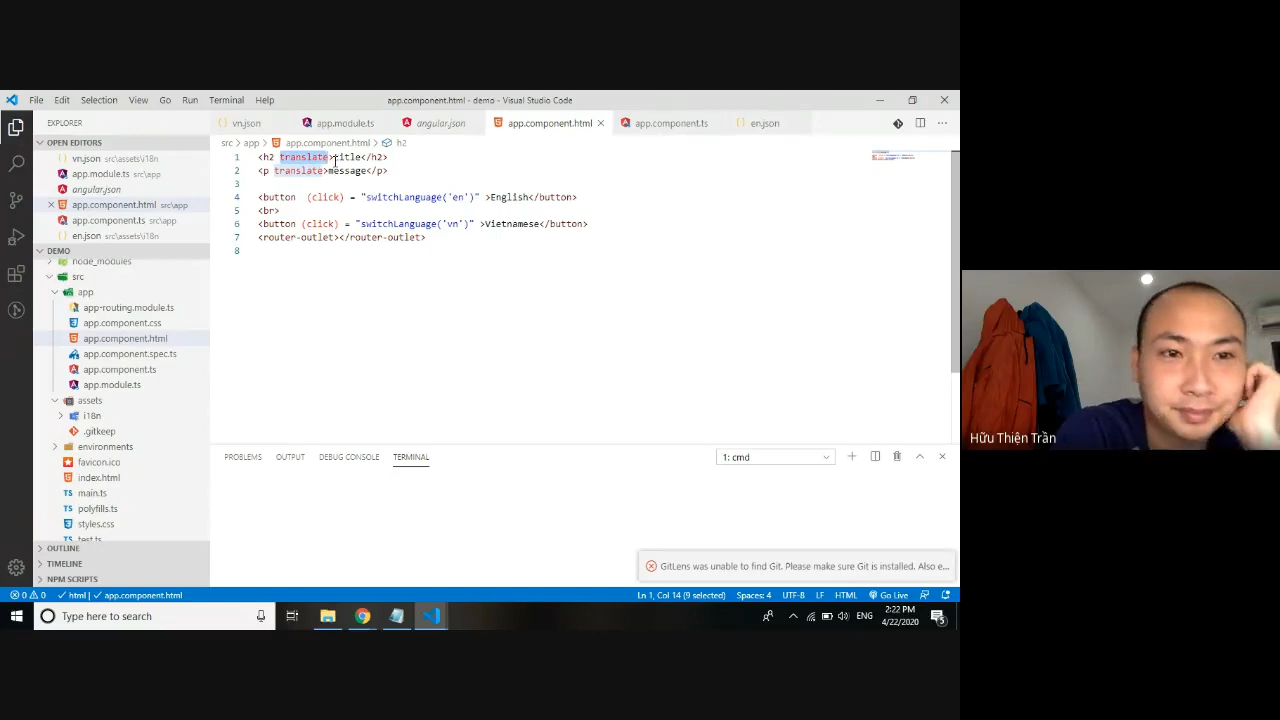 File Edit Selection View Go Run Terminal Help
app.component.html - demo - Visual Studio Code
EXPLORER
vn.json
app.module.ts
angular.json
app.component.html
app.component.ts
en.json
OPEN EDITORS
vn.json src\assets\i18n
app.module.ts src\app
angular.json
app.component.html src\app
app.component.ts src\app
en.json src\assets\i18n
DEMO
node_modules
src
app
app-routing.module.ts
app.component.css
app.component.html
app.component.spec.ts
app.component.ts
app.module.ts
assets
i18n
.gitkeep
environments
favicon.ico
index.html
main.ts
polyfills.ts
styles.css
test.ts
OUTLINE
TIMELINE
NPM SCRIPTS
src > app > app.component.html > h2
1 <h2 translate>title</h2>
2 <p translate>message</p>
3
4 <button (click) = "switchLanguage('en')" >English</button>
5 <br>
6 <button (click) = "switchLanguage('vn')" >Vietnamese</button>
7 <router-outlet></router-outlet>
8
PROBLEMS OUTPUT DEBUG CONSOLE TERMINAL
1: cmd
GitLens was unable to find Git. Please make sure Git is installed. Also e...
0 0 html | app.component.html
Ln 1, Col 14 (9 selected) Spaces: 4 UTF-8 LF HTML Go Live
Type here to search
ENG
2:22 PM
4/22/2020
5
Hữu Thiện Trần